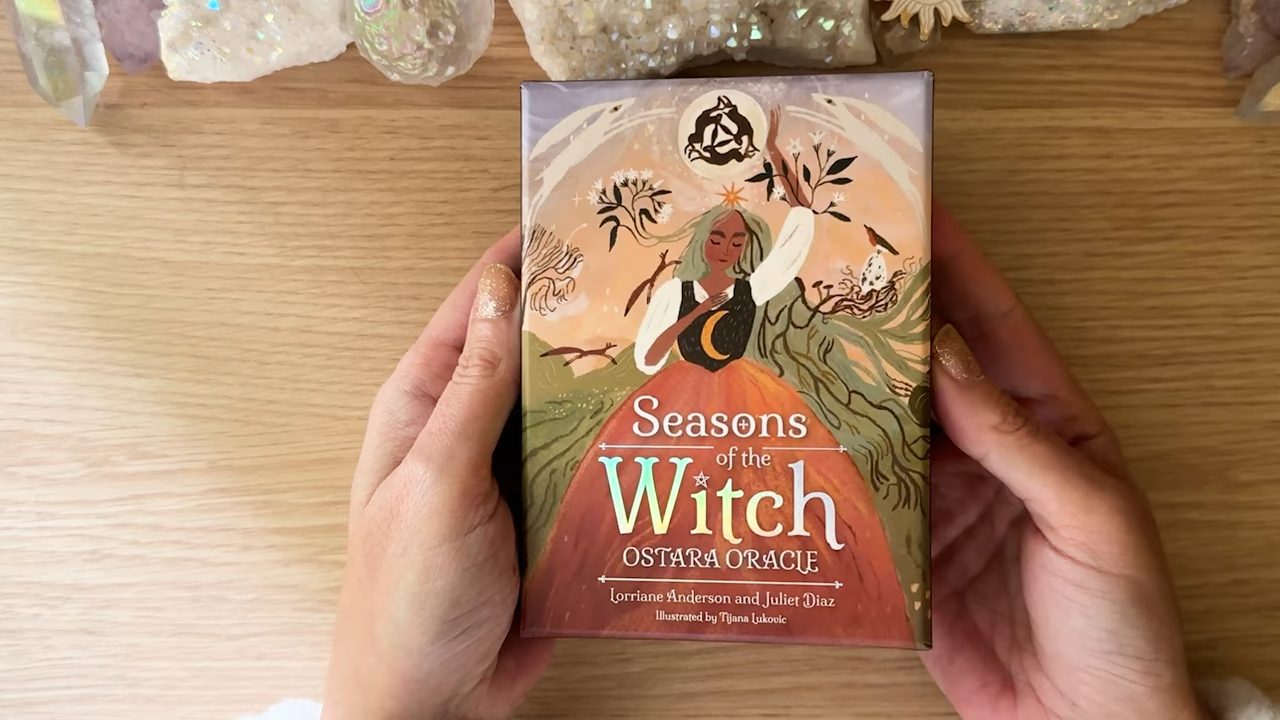 Seasons
of the
Witch
OSTARA ORACLE
Lorriane Anderson and Juliet Diaz
Illustrated by Tijana Lukovic